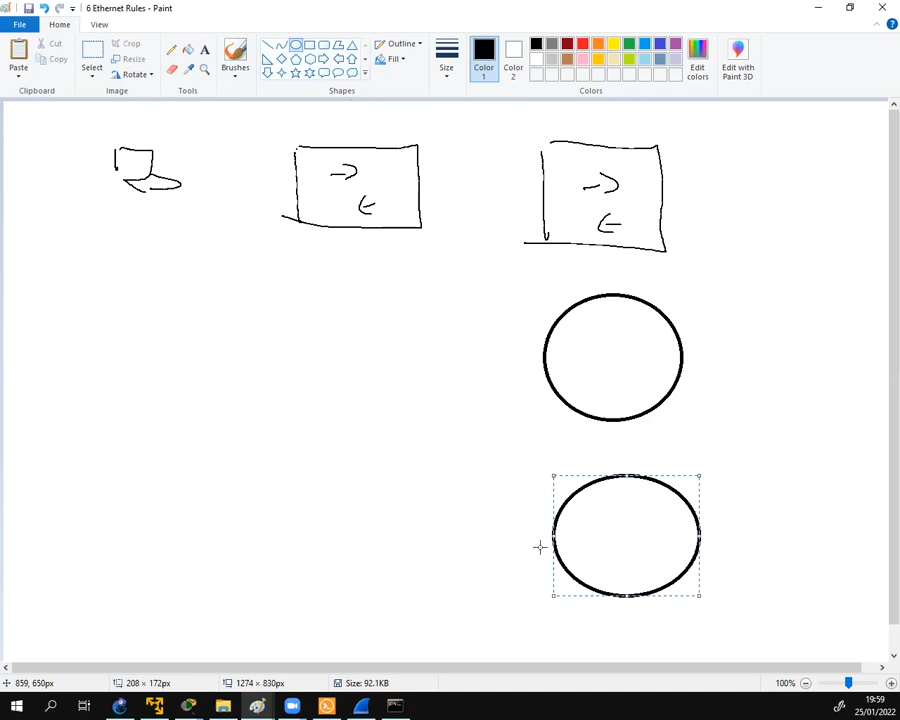 6 Ethernet Rules - Paint
File Home View
Paste
Cut
Copy
Clipboard
Select
Crop
Resize
Rotate
Image
A
Tools
Brushes
Outline
Fill
Shapes
Size
Color 1
Color 2
Edit colors
Colors
Edit with Paint 3D
859, 650px 208 × 172px 1274 × 830px Size: 92.1KB 100%
19:59
25/01/2022